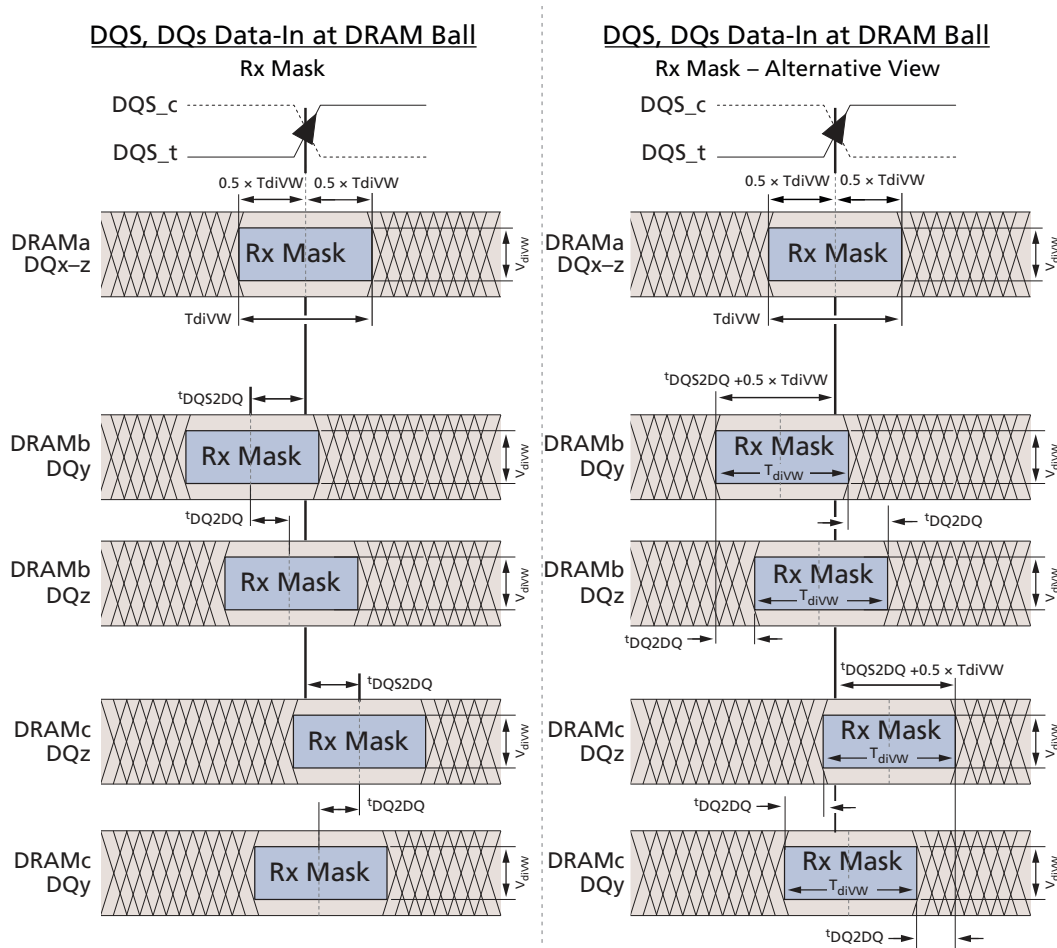 DQS, DQs Data-In at DRAM Ball
Rx Mask
DQS_c
DQS_t
0.5 × TdiVW 0.5 × TdiVW
DRAMa
DQx–z
Rx Mask
VdiVW
TdiVW
tDQS2DQ
DRAMb
DQy
Rx Mask
VdiVW
tDQ2DQ
DRAMb
DQz
Rx Mask
VdiVW
tDQS2DQ
DRAMc
DQz
Rx Mask
VdiVW
tDQ2DQ
DRAMc
DQy
Rx Mask
VdiVW
DQS, DQs Data-In at DRAM Ball
Rx Mask – Alternative View
DQS_c
DQS_t
0.5 × TdiVW 0.5 × TdiVW
DRAMa
DQx–z
Rx Mask
VdiVW
TdiVW
tDQS2DQ +0.5 × TdiVW
DRAMb
DQy
Rx Mask
TdiVW
VdiVW
tDQ2DQ
DRAMb
DQz
Rx Mask
TdiVW
VdiVW
tDQ2DQ
tDQS2DQ +0.5 × TdiVW
DRAMc
DQz
Rx Mask
TdiVW
VdiVW
tDQ2DQ
DRAMc
DQy
Rx Mask
TdiVW
VdiVW
tDQ2DQ